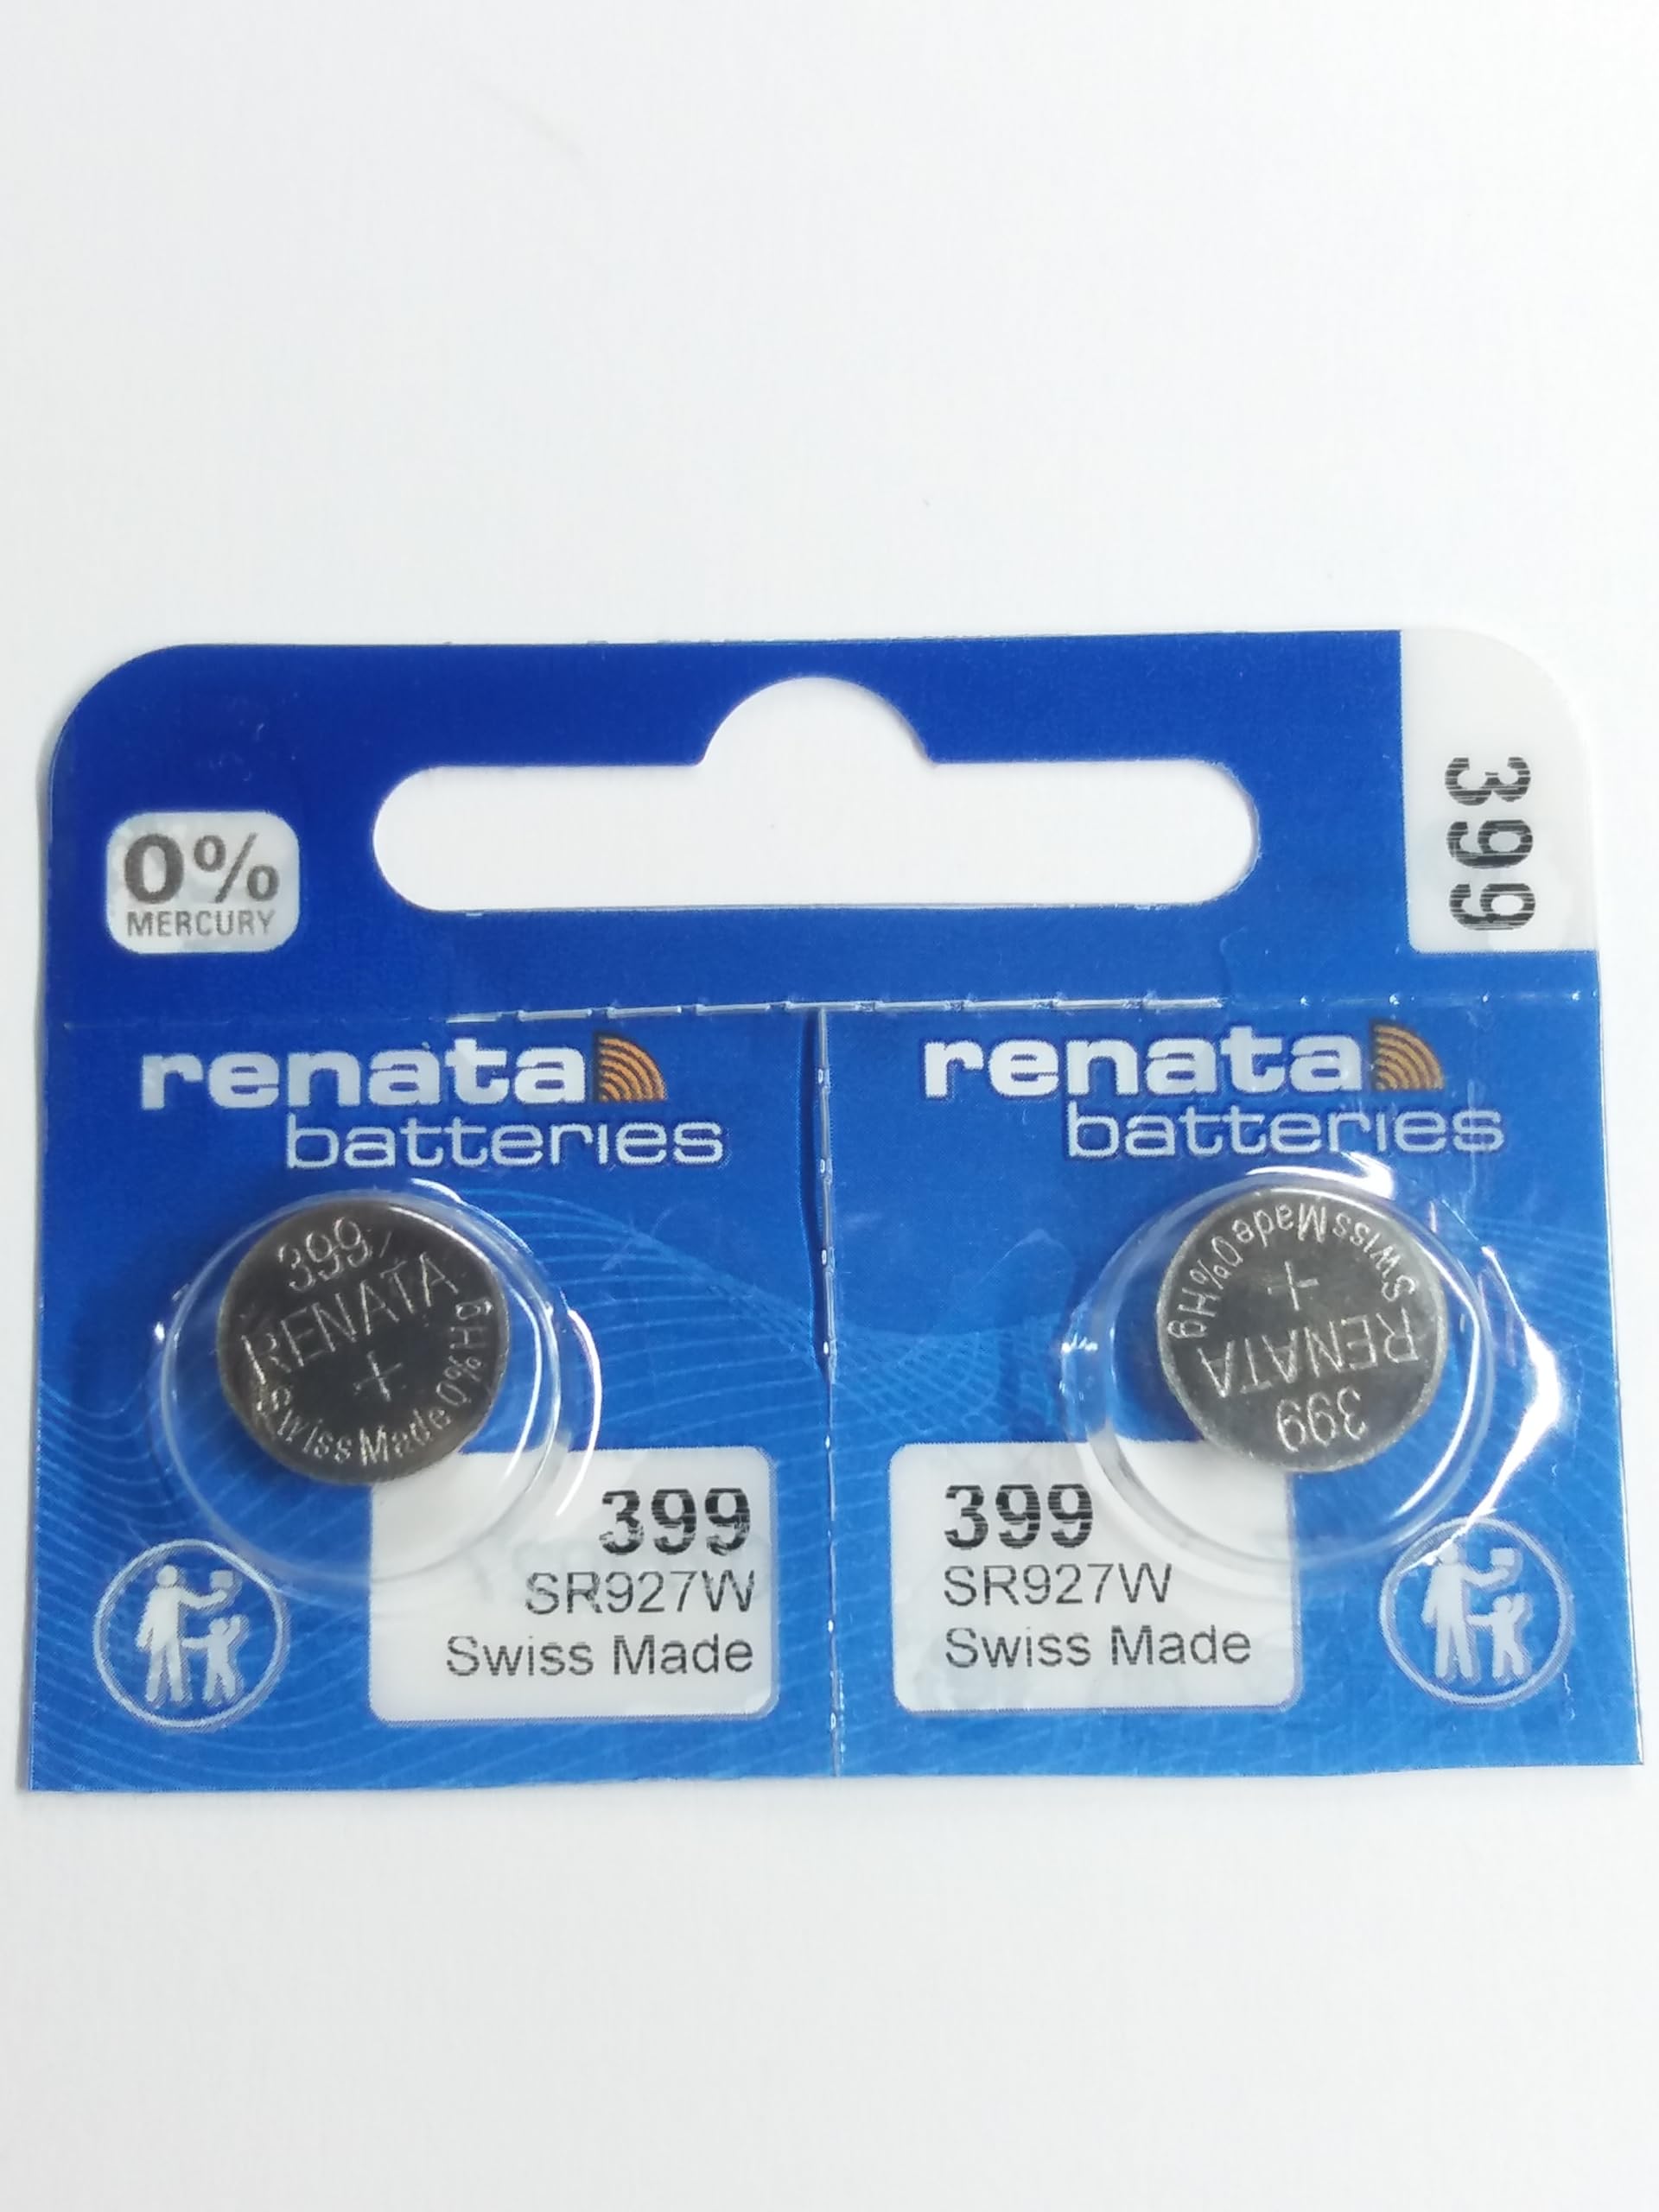 399
0%
MERCURY
renata
batteries
399
RENATA
+
Swiss Made 0%Hg
399
SR927W
Swiss Made
renata
batteries
Swiss Made 0%Hg
+
RENATA
399
399
SR927W
Swiss Made